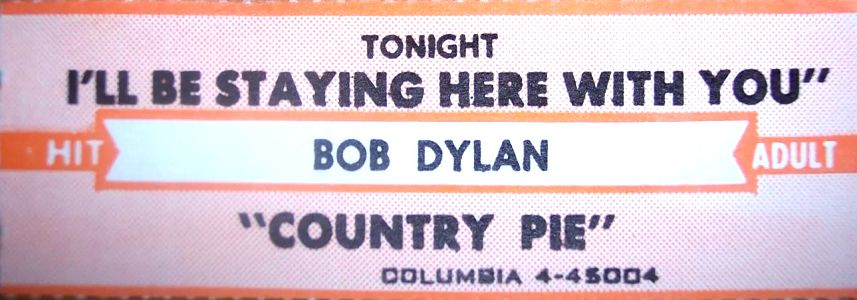 TONIGHT
I'LL BE STAYING HERE WITH YOU"
HIT BOB DYLAN ADULT
"COUNTRY PIE"
COLUMBIA 4-45004